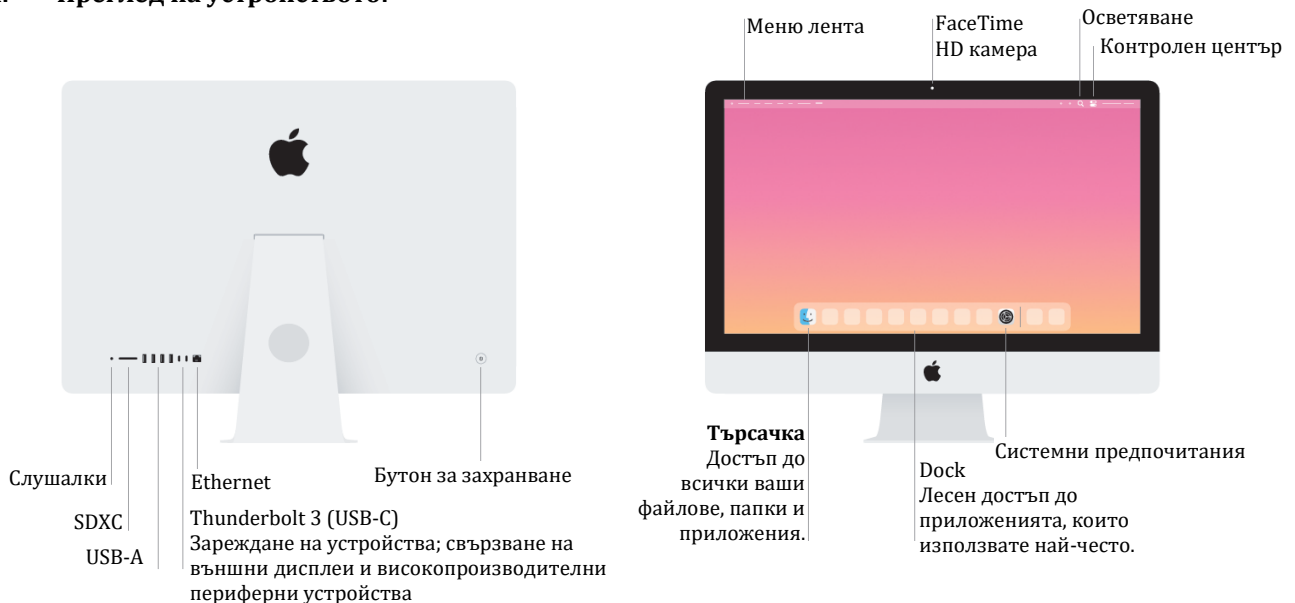 Преглед на устройството.
Меню лента
FaceTime
HD камера
Осветяване
Контролен център
Слушалки
SDXC
USB-A
Ethernet
Thunderbolt 3 (USB-C)
Зареждане на устройства; свързване на
външни дисплеи и високопроизводителни
периферни устройства
Бутон за захранване
Търсачка
Достъп до
всички ваши
файлове, папки и
приложения.
Dock
Лесен достъп до
приложенията, които
използвате най-често.
Системни предпочитания